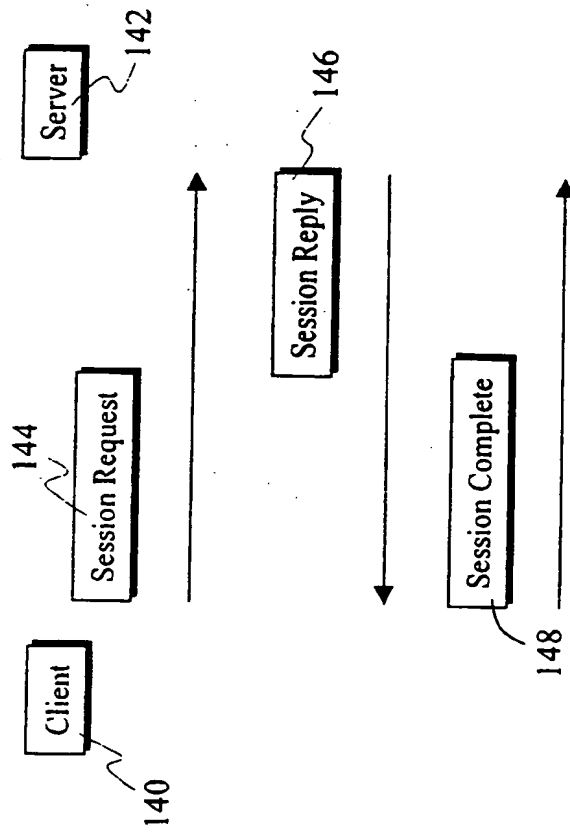 Client
140
Server
142
144
Session Request
Session Reply
146
Session Complete
148